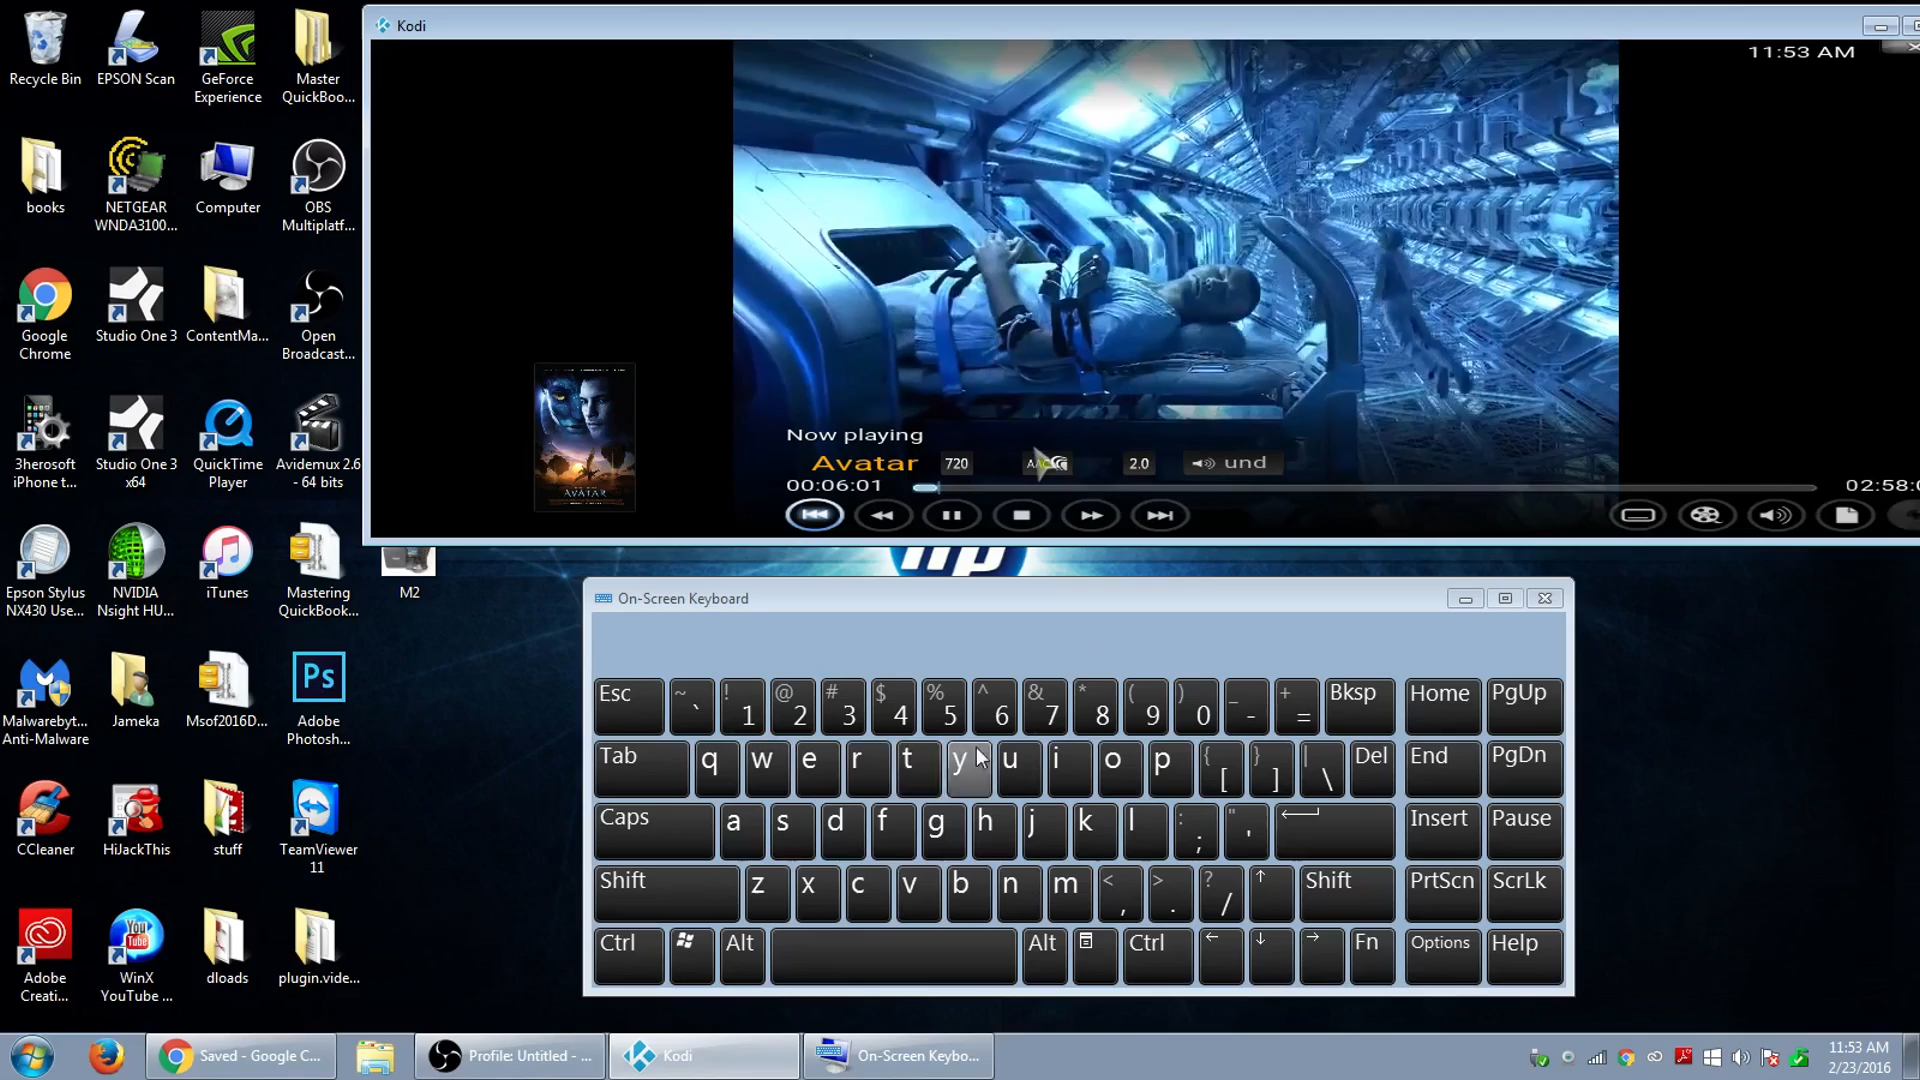 Kodi
11:53 AM
Recycle Bin
EPSON Scan
GeForce
Experience
Master
QuickBoo...
books
NETGEAR
WNDA3100...
Computer
OBS
Multiplatf...
Google
Chrome
Studio One 3
ContentMa...
Open
Broadcast...
3herosoft
iPhone t...
Studio One 3
x64
QuickTime
Player
Avidemux 2.6
- 64 bits
Epson Stylus
NX430 Use...
NVIDIA
Nsight HU...
iTunes
Mastering
QuickBook...
M2
Malwarebyt...
Anti-Malware
Jameka
Msof2016D...
Ps
Adobe
Photosh...
CCleaner
HiJackThis
stuff
TeamViewer
11
Adobe
Creati...
You
Tube
WinX
YouTube ...
dloads
plugin.vide...
AVATAR
Now playing
Avatar 720 2.0 und
00:06:01
02:58:0
hp
On-Screen Keyboard
Esc ~ ` ! 1 @ 2 # 3 $ 4 % 5 ^ 6 & 7 * 8 ( 9 ) 0 _ - + = Bksp Home PgUp
Tab q w e r t y u i o p { [ } ] | \ Del End PgDn
Caps a s d f g h j k l : ; " ' Insert Pause
Shift z x c v b n m < , > . ? / ↑ Shift PrtScn ScrLk
Ctrl Alt Alt Ctrl ← ↓ → Fn Options Help
Saved - Google C...
Profile: Untitled - ...
Kodi
On-Screen Keybo...
11:53 AM
2/23/2016